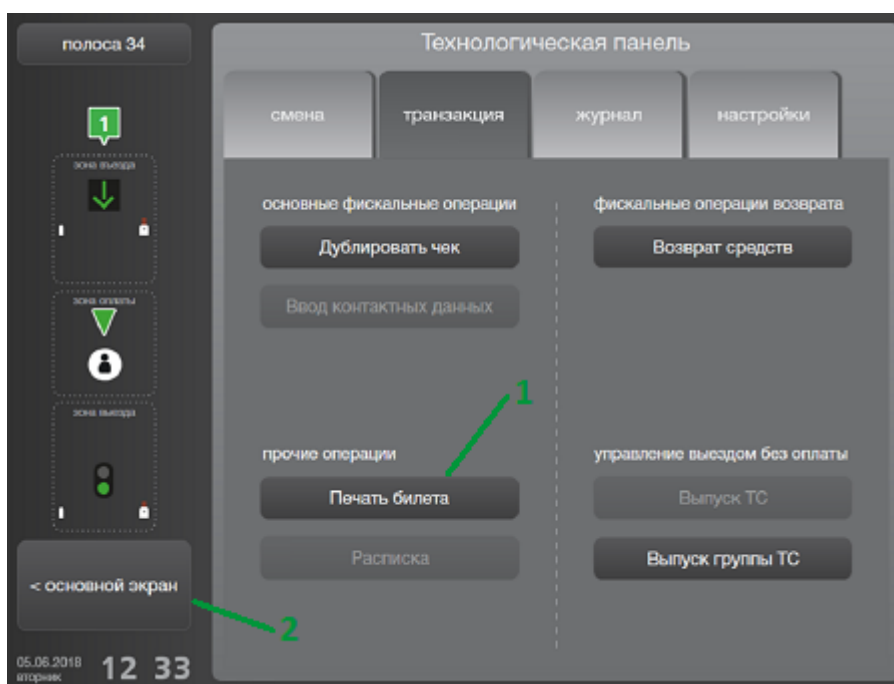 полоса 34
Технологическая панель
смена
транзакция
журнал
настройки
1
зона въезда
основные фискальные операции
фискальные операции возврата
Дублировать чек
Возврат средств
Ввод контактных данных
зона оплаты
1
зона выезда
прочие операции
управление выездом без оплаты
Печать билета
Выпуск ТС
Расписка
Выпуск группы ТС
< основной экран
2
05.06.2018
вторник
12 33